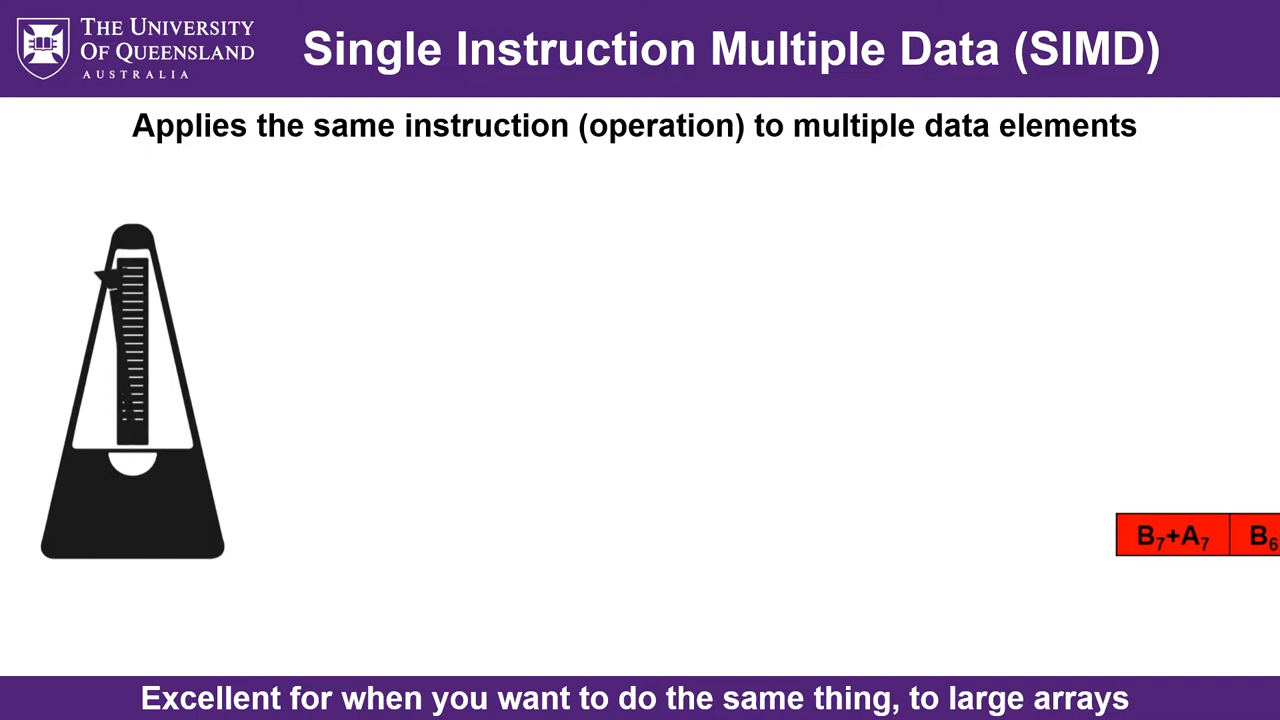 THE UNIVERSITY
OF QUEENSLAND
AUSTRALIA
Single Instruction Multiple Data (SIMD)
Applies the same instruction (operation) to multiple data elements
B₇+A₇ B₆
Excellent for when you want to do the same thing, to large arrays